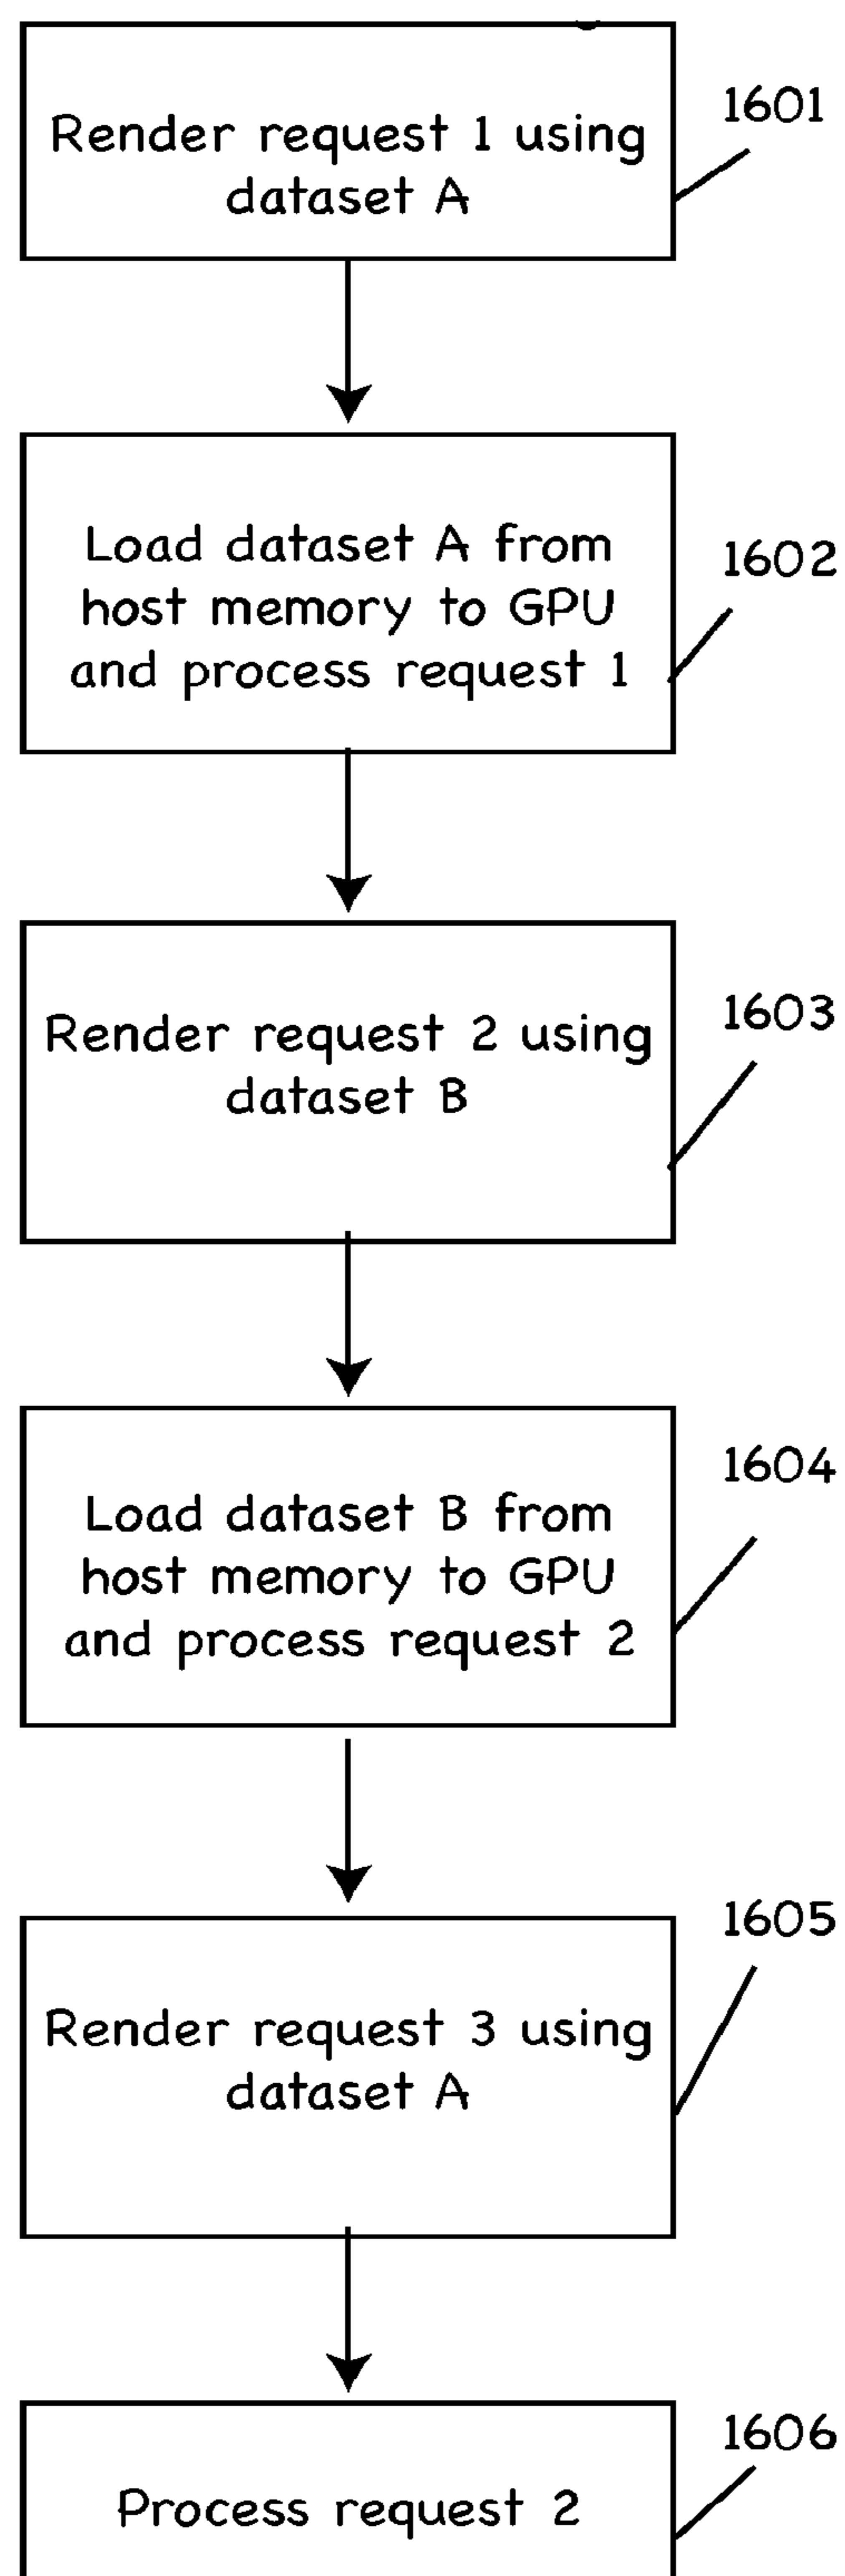 Render request 1 using
dataset A
1601
Load dataset A from
host memory to GPU
and process request 1
1602
Render request 2 using
dataset B
1603
Load dataset B from
host memory to GPU
and process request 2
1604
Render request 3 using
dataset A
1605
Process request 2
1606